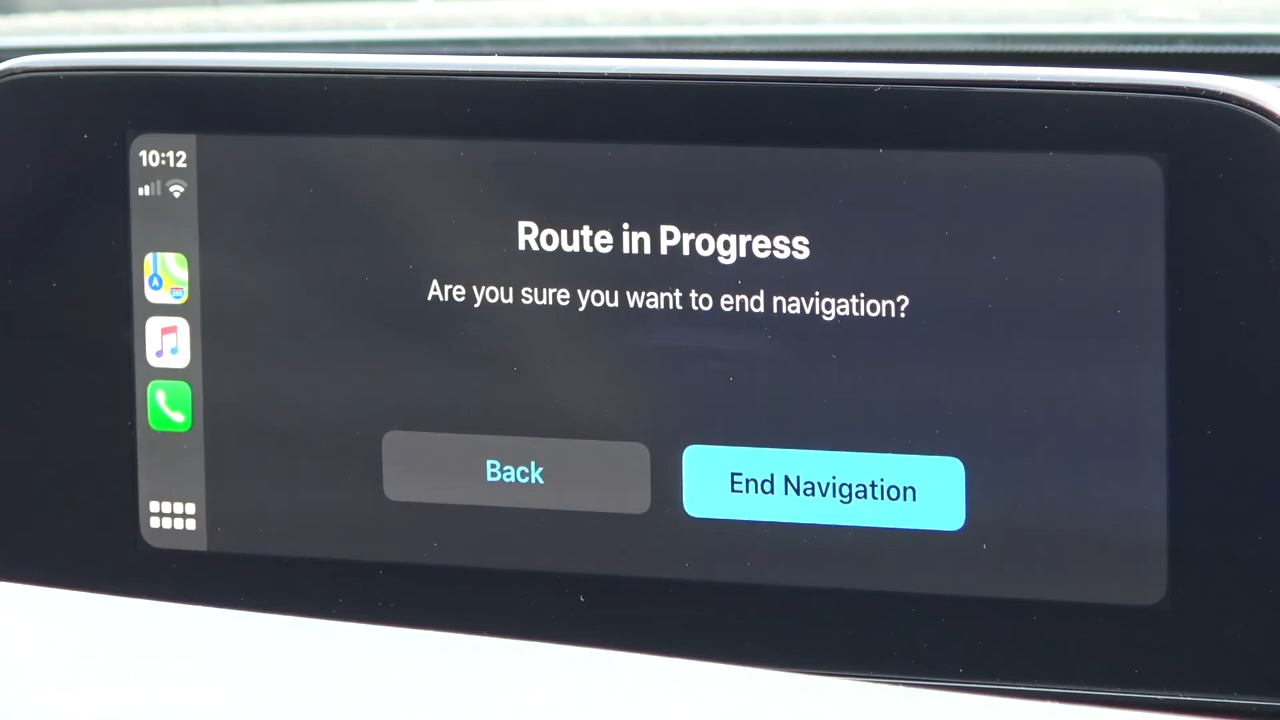 10:12
Route in Progress
Are you sure you want to end navigation?
Back
End Navigation